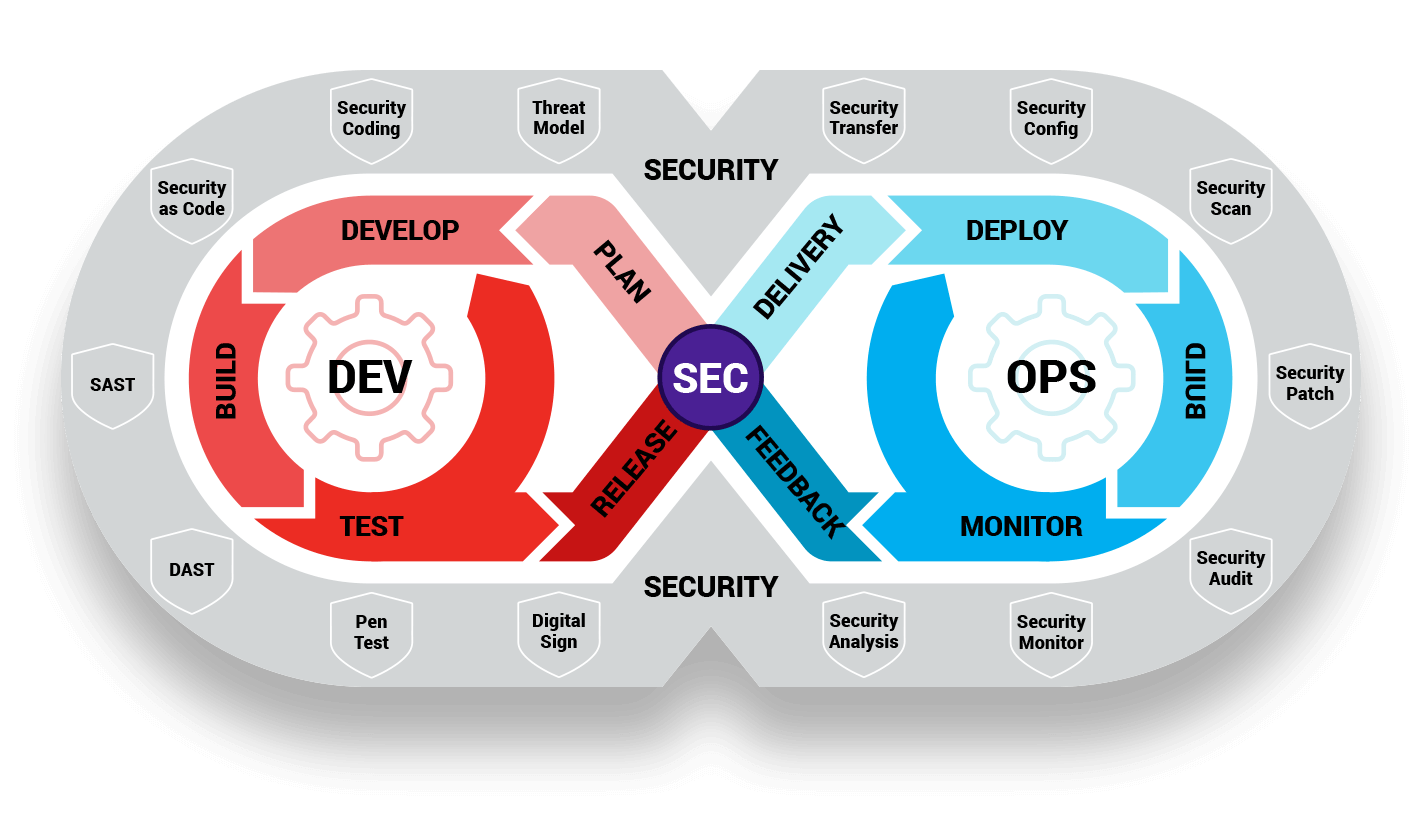 Security
Coding
Threat
Model
Security
Transfer
Security
Config
SECURITY
Security
as Code
Security
Scan
DEVELOP
PLAN
DELIVERY
DEPLOY
SAST
BUILD
DEV
SEC
OPS
BUILD
Security
Patch
TEST
RELEASE
FEEDBACK
MONITOR
DAST
Security
Audit
SECURITY
Pen
Test
Digital
Sign
Security
Analysis
Security
Monitor